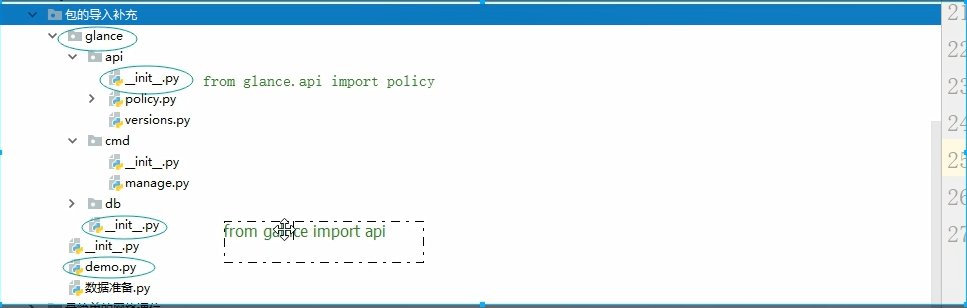 包的导入补充
21
glance
22
api
__init__.py
from glance.api import policy
23
policy.py
versions.py
24
cmd
25
__init__.py
manage.py
26
db
__init__.py
from glance import api
27
__init__.py
demo.py
数据准备.py